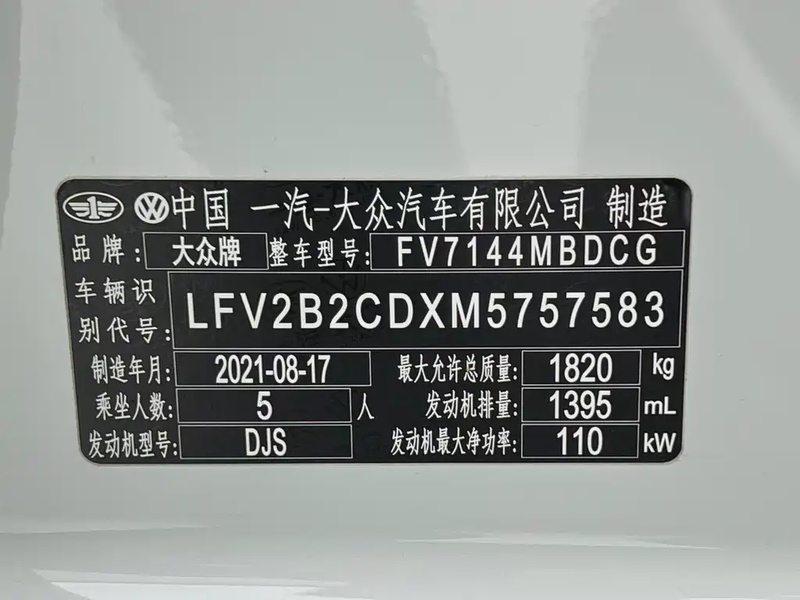 中国 一汽-大众汽车有限公司 制造
品牌: 大众牌 整车型号: FV7144MBDCG
车辆识别代号: LFV2B2CDXM5757583
制造年月: 2021-08-17 最大允许总质量: 1820 kg
乘坐人数: 5 人 发动机排量: 1395 mL
发动机型号: DJS 发动机最大净功率: 110 kW